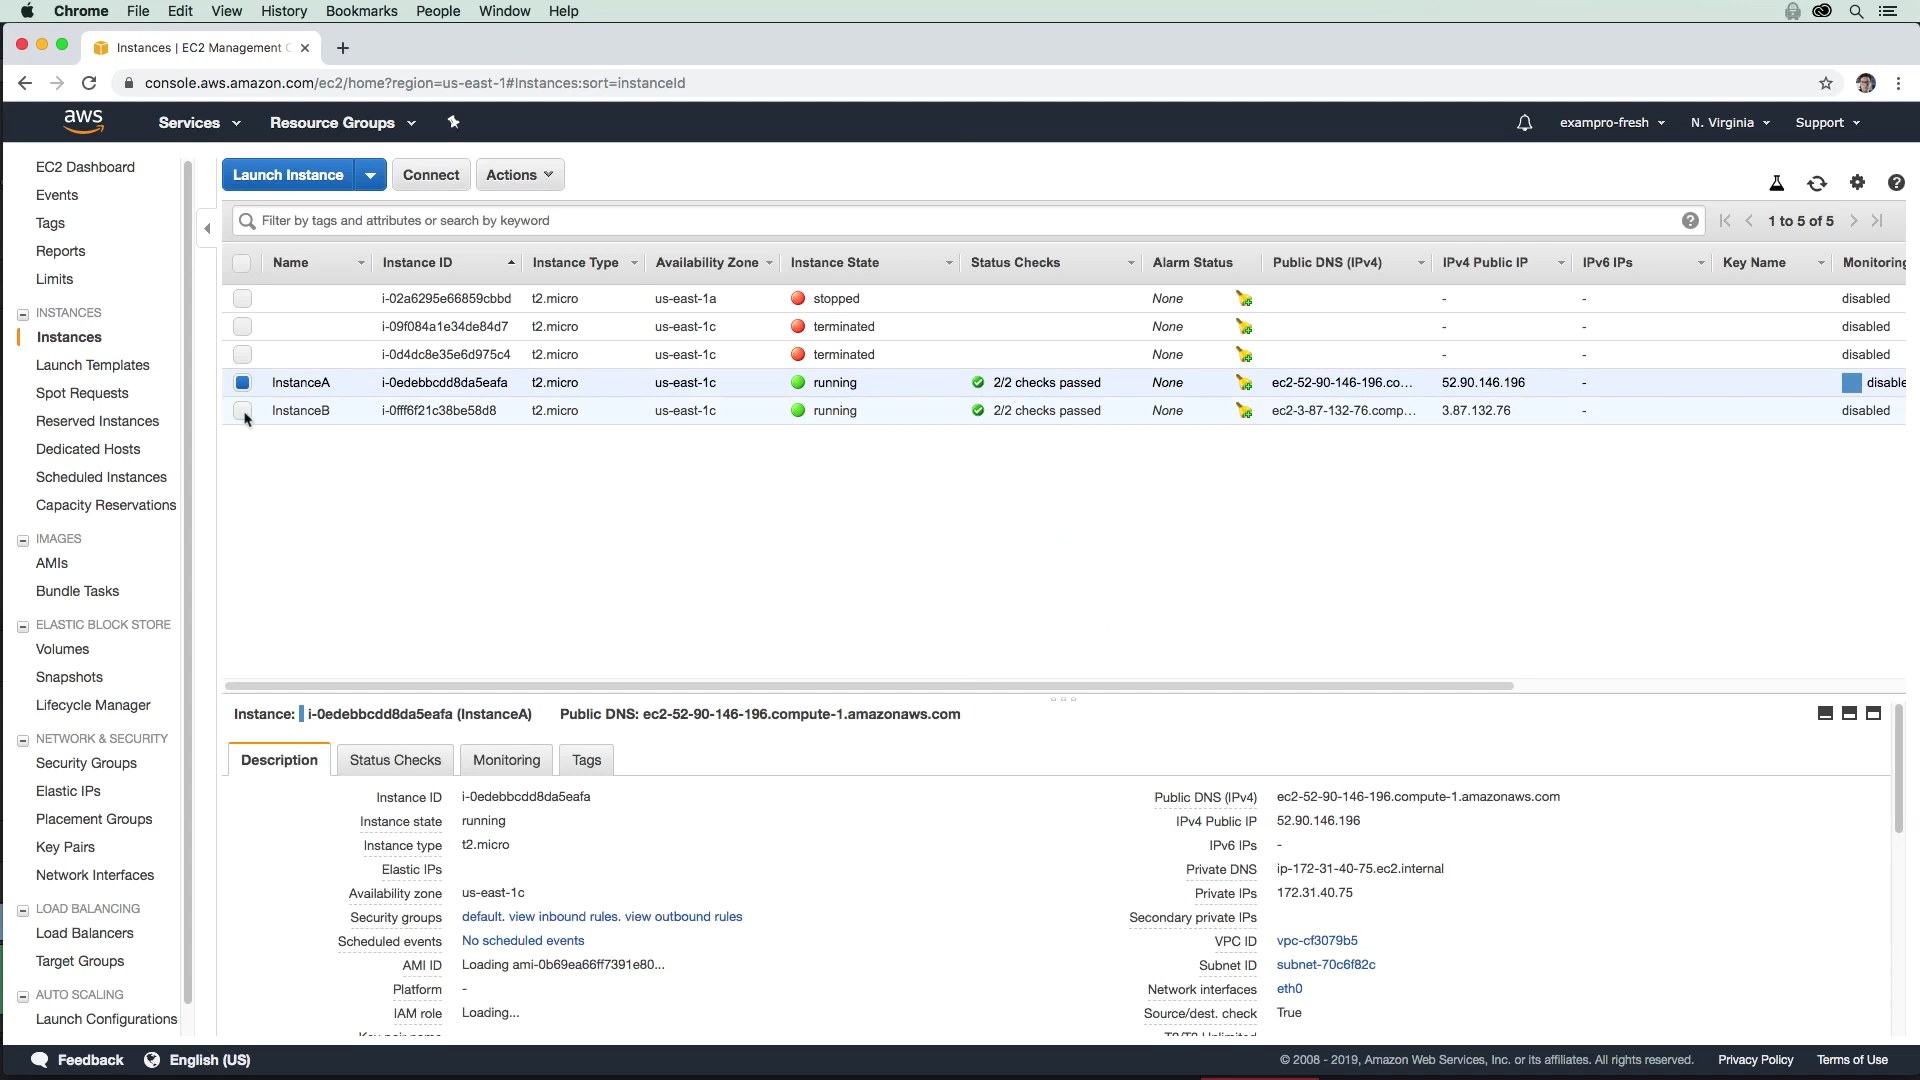 Chrome File Edit View History Bookmarks People Window Help
Instances | EC2 Management C
console.aws.amazon.com/ec2/home?region=us-east-1#Instances:sort=instanceId
aws Services Resource Groups exampro-fresh N. Virginia Support
EC2 Dashboard
Events
Tags
Reports
Limits
INSTANCES
Instances
Launch Templates
Spot Requests
Reserved Instances
Dedicated Hosts
Scheduled Instances
Capacity Reservations
IMAGES
AMIs
Bundle Tasks
ELASTIC BLOCK STORE
Volumes
Snapshots
Lifecycle Manager
NETWORK & SECURITY
Security Groups
Elastic IPs
Placement Groups
Key Pairs
Network Interfaces
LOAD BALANCING
Load Balancers
Target Groups
AUTO SCALING
Launch Configurations
Launch Instance Connect Actions
Filter by tags and attributes or search by keyword 1 to 5 of 5
Name Instance ID Instance Type Availability Zone Instance State Status Checks Alarm Status Public DNS (IPv4) IPv4 Public IP IPv6 IPs Key Name Monitoring
i-02a6295e66859cbbd t2.micro us-east-1a stopped None - - disabled
i-09f084a1e34de84d7 t2.micro us-east-1c terminated None - - disabled
i-0d4dc8e35e6d975c4 t2.micro us-east-1c terminated None - - disabled
InstanceA i-0edebbcdd8da5eafa t2.micro us-east-1c running 2/2 checks passed None ec2-52-90-146-196.co... 52.90.146.196 - disable
InstanceB i-0fff6f21c38be58d8 t2.micro us-east-1c running 2/2 checks passed None ec2-3-87-132-76.comp... 3.87.132.76 - disabled
Instance: i-0edebbcdd8da5eafa (InstanceA) Public DNS: ec2-52-90-146-196.compute-1.amazonaws.com
Description Status Checks Monitoring Tags
Instance ID i-0edebbcdd8da5eafa Public DNS (IPv4) ec2-52-90-146-196.compute-1.amazonaws.com
Instance state running IPv4 Public IP 52.90.146.196
Instance type t2.micro IPv6 IPs -
Elastic IPs Private DNS ip-172-31-40-75.ec2.internal
Availability zone us-east-1c Private IPs 172.31.40.75
Security groups default. view inbound rules. view outbound rules Secondary private IPs
Scheduled events No scheduled events VPC ID vpc-cf3079b5
AMI ID Loading ami-0b69ea66ff7391e80... Subnet ID subnet-70c6f82c
Platform - Network interfaces eth0
IAM role Loading... Source/dest. check True
Feedback English (US) © 2008 - 2019, Amazon Web Services, Inc. or its affiliates. All rights reserved. Privacy Policy Terms of Use